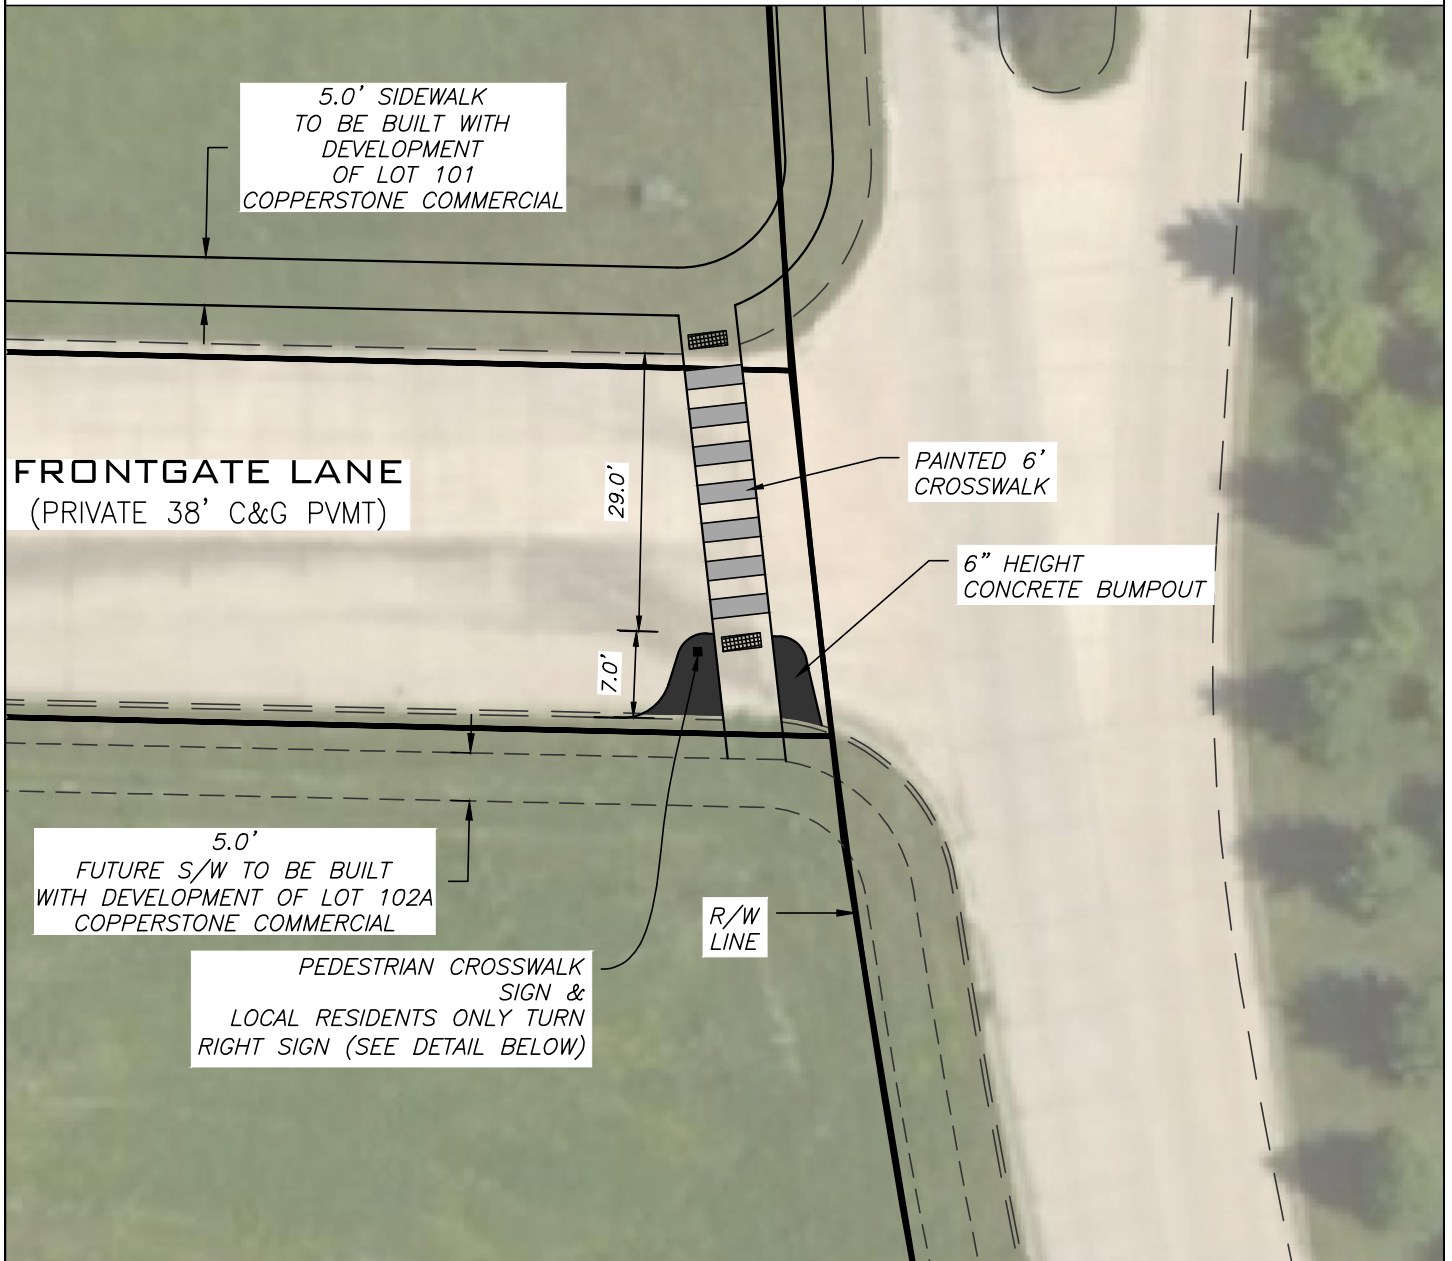 5.0' SIDEWALK
TO BE BUILT WITH
DEVELOPMENT
OF LOT 101
COPPERSTONE COMMERCIAL
FRONTGATE LANE
(PRIVATE 38' C&G PVMT)
29.0'
PAINTED 6'
CROSSWALK
6" HEIGHT
CONCRETE BUMPOUT
7.0'
5.0'
FUTURE S/W TO BE BUILT
WITH DEVELOPMENT OF LOT 102A
COPPERSTONE COMMERCIAL
R/W
LINE
PEDESTRIAN CROSSWALK
SIGN &
LOCAL RESIDENTS ONLY TURN
RIGHT SIGN (SEE DETAIL BELOW)